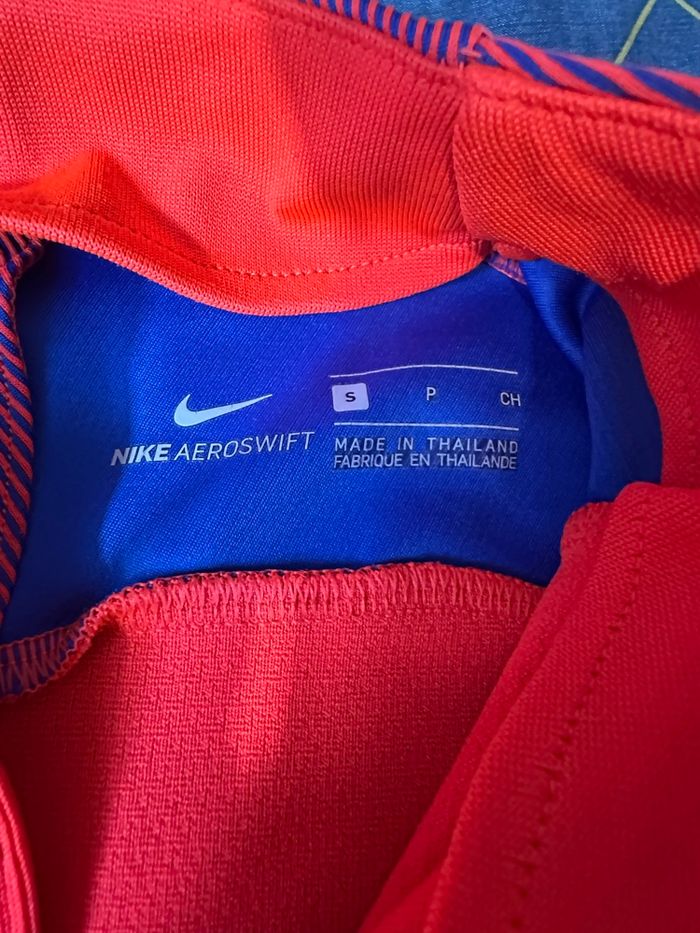 NIKE AEROSWIFT
S P CH
MADE IN THAILAND
FABRIQUE EN THAILANDE